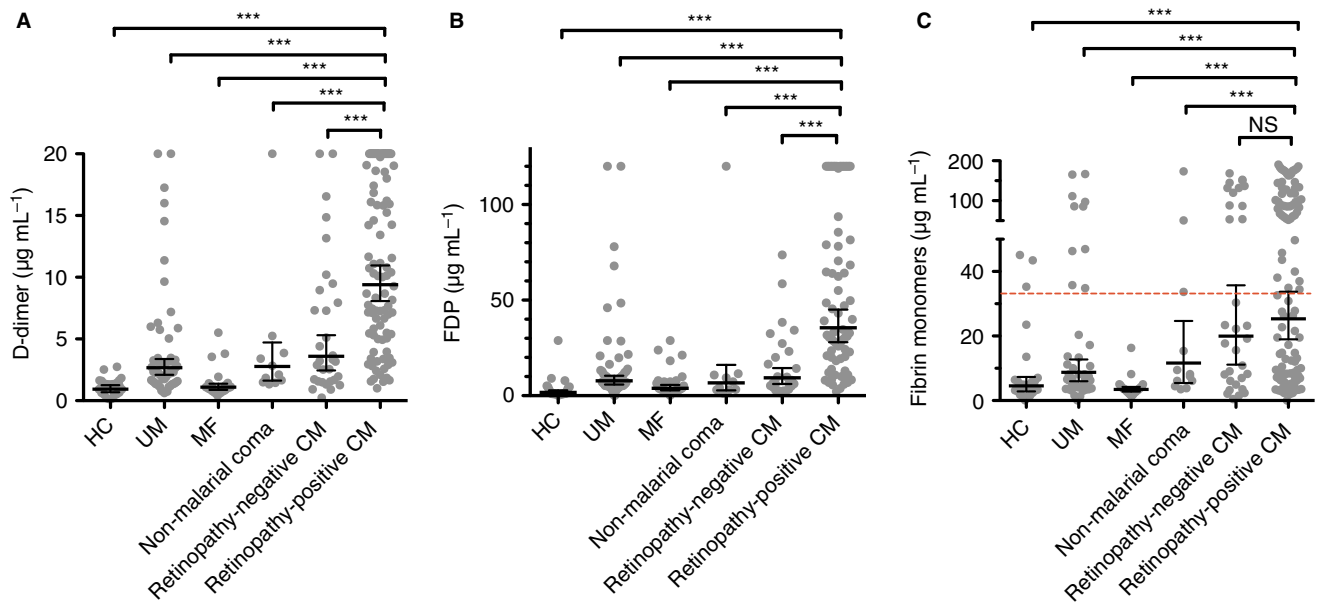 A
***
***
***
***
***
D-dimer (µg mL–1)
20
15
10
5
0
HC
UM
MF
Non-malarial coma
Retinopathy-negative CM
Retinopathy-positive CM
B
***
***
***
***
***
FDP (µg mL–1)
100
50
0
HC
UM
MF
Non-malarial coma
Retinopathy-negative CM
Retinopathy-positive CM
C
***
***
***
***
NS
Fibrin monomers (µg mL–1)
200
100
40
20
0
HC
UM
MF
Non-malarial coma
Retinopathy-negative CM
Retinopathy-positive CM